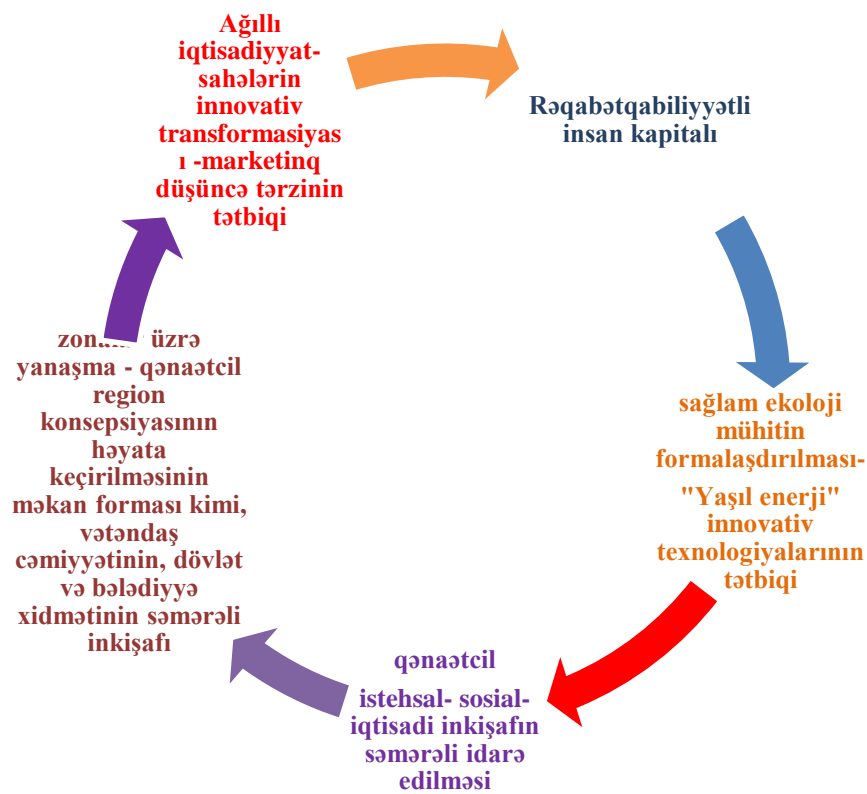 Ağıllı
iqtisadiyyat-
sahələrin
innovativ
transformasiyas
ı -marketinq
düşüncə tərzinin
tətbiqi
Rəqabətqabiliyyətli
insan kapitalı
sağlam ekoloji
mühitin
formalaşdırılması-
"Yaşıl enerji"
innovativ
texnologiyalarının
tətbiqi
qənaətcil
istehsal- sosial-
iqtisadi inkişafın
səmərəli idarə
edilməsi
üzrə
yanaşma - qənaətcil
region
konsepsiyasının
həyata
keçirilməsinin
məkan forması kimi,
vətəndaş
cəmiyyətinin, dövlət
və bələdiyyə
xidmətinin səmərəli
inkişafı